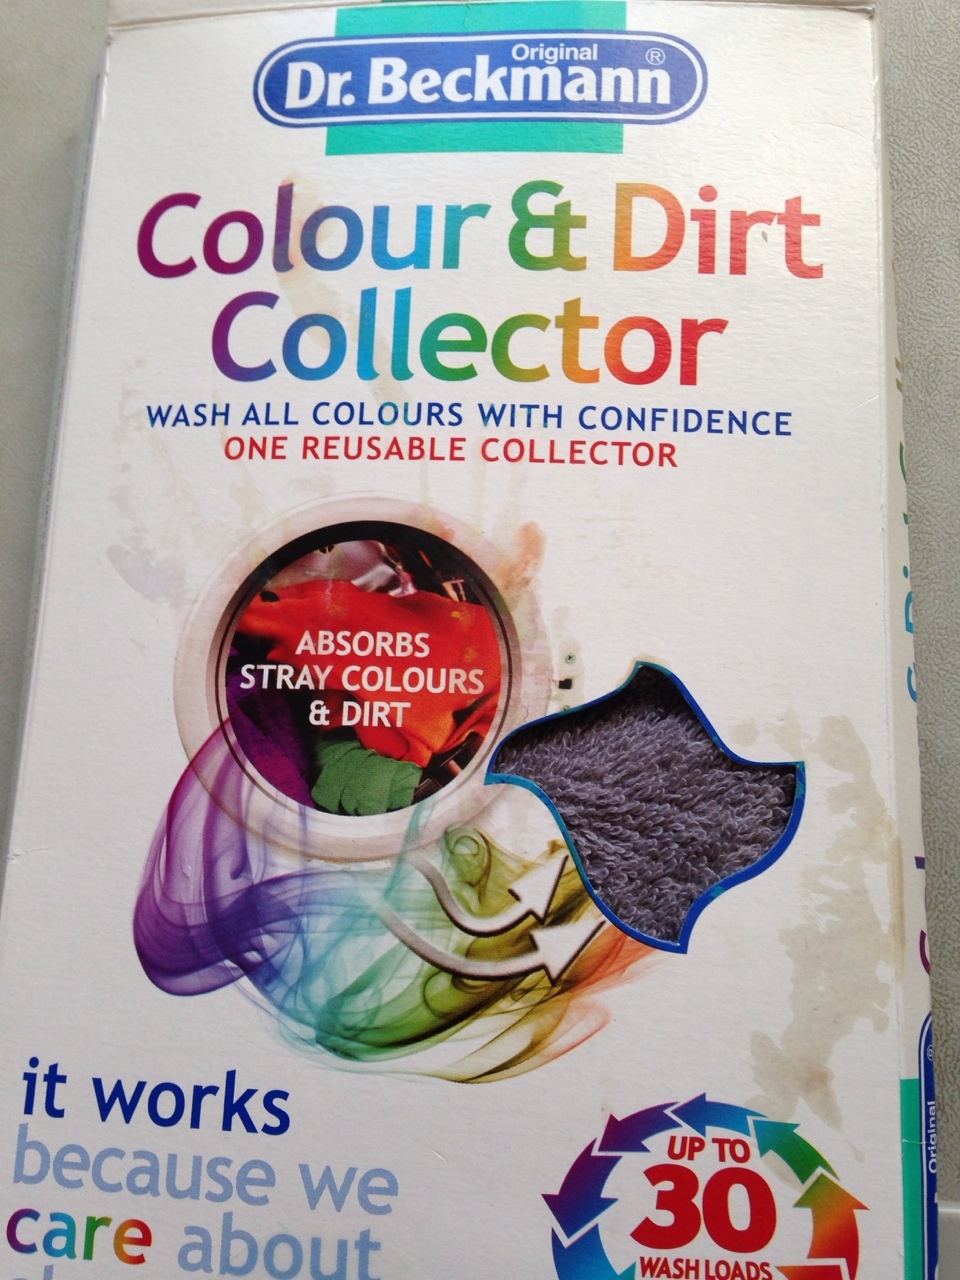 Original
Dr. Beckmann®
Colour & Dirt
Collector
WASH ALL COLOURS WITH CONFIDENCE
ONE REUSABLE COLLECTOR
ABSORBS
STRAY COLOURS
& DIRT
it works
because we
care about
UP TO
30
WASH LOADS
Original